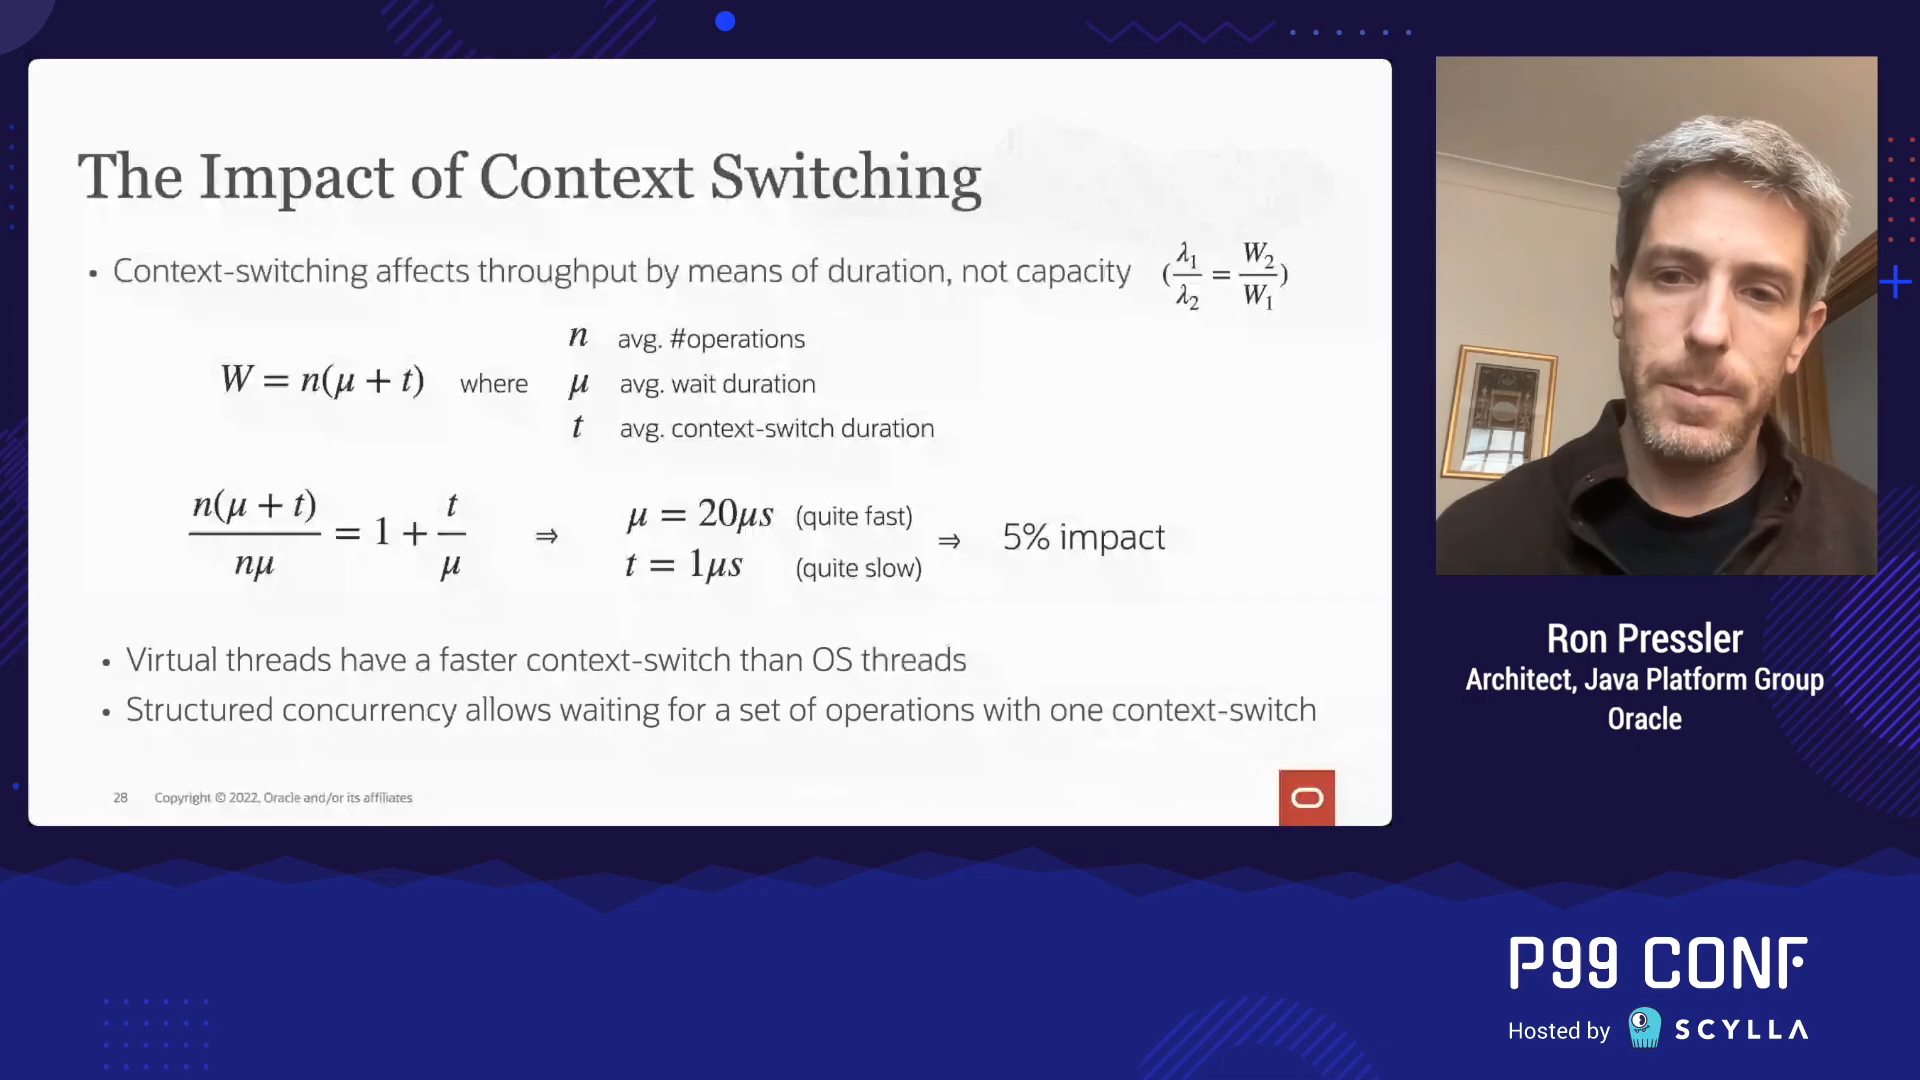 The Impact of Context Switching
• Context-switching affects throughput by means of duration, not capacity (λ1/λ2 = W2/W1)
W = n(μ + t) where
n avg. #operations
μ avg. wait duration
t avg. context-switch duration
n(μ + t)/nμ = 1 + t/μ ⇒
μ = 20μs (quite fast)
t = 1μs (quite slow)
⇒ 5% impact
• Virtual threads have a faster context-switch than OS threads
• Structured concurrency allows waiting for a set of operations with one context-switch
28 Copyright © 2022, Oracle and/or its affiliates
Ron Pressler
Architect, Java Platform Group
Oracle
P99 CONF
Hosted by SCYLLA